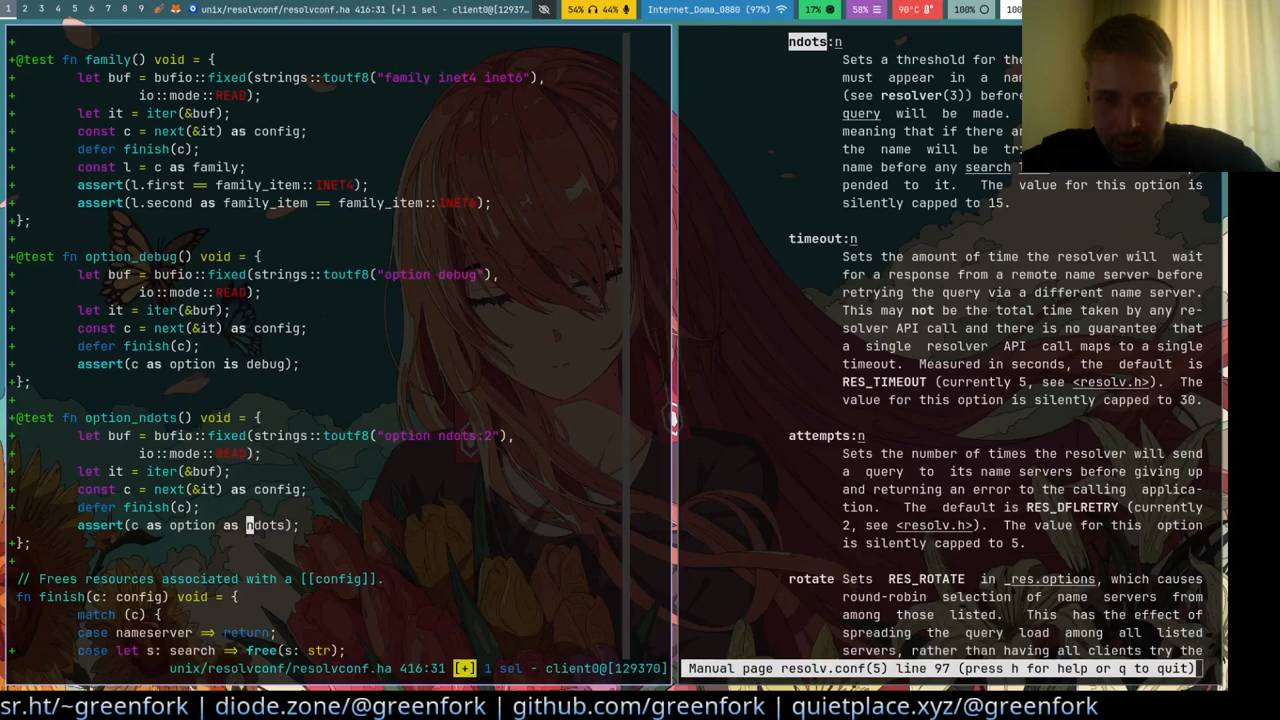 1 2 3 4 5 6 7 8 9 unix/resolvconf/resolvconf.ha 416:31 [+] 1 sel - client0@[129370] 54% 44% Internet_Doma_0880 (97%) 17% 58% 90°C 100%
+
+@test fn family() void = {
+ let buf = bufio::fixed(strings::toutf8("family inet4 inet6"),
+ io::mode::READ);
+ let it = iter(&buf);
+ const c = next(&it) as config;
+ defer finish(c);
+ const l = c as family;
+ assert(l.first == family_item::INET4);
+ assert(l.second as family_item == family_item::INET6);
+};
+
+@test fn option_debug() void = {
+ let buf = bufio::fixed(strings::toutf8("option debug"),
+ io::mode::READ);
+ let it = iter(&buf);
+ const c = next(&it) as config;
+ defer finish(c);
+ assert(c as option is debug);
+};
+
+@test fn option_ndots() void = {
+ let buf = bufio::fixed(strings::toutf8("option ndots:2"),
+ io::mode::READ);
+ let it = iter(&buf);
+ const c = next(&it) as config;
+ defer finish(c);
+ assert(c as option as ndots);
+};
+
// Frees resources associated with a [[config]].
fn finish(c: config) void = {
match (c) {
case nameserver => return;
+ case let s: search => free(s: str);
unix/resolvconf/resolvconf.ha 416:31 [+] 1 sel - client0@[129370]
ndots:n
Sets a threshold for the
must appear in a na
(see resolver(3)) before
query will be made.
meaning that if there ar
the name will be tri
name before any search
pended to it. The value for this option is
silently capped to 15.
timeout:n
Sets the amount of time the resolver will wait
for a response from a remote name server before
retrying the query via a different name server.
This may not be the total time taken by any re-
solver API call and there is no guarantee that
a single resolver API call maps to a single
timeout. Measured in seconds, the default is
RES_TIMEOUT (currently 5, see <resolv.h>). The
value for this option is silently capped to 30.
attempts:n
Sets the number of times the resolver will send
a query to its name servers before giving up
and returning an error to the calling applica-
tion. The default is RES_DFLRETRY (currently
2, see <resolv.h>). The value for this option
is silently capped to 5.
rotate Sets RES_ROTATE in _res.options, which causes
round-robin selection of name servers from
among those listed. This has the effect of
spreading the query load among all listed
servers, rather than having all clients try the
Manual page resolv.conf(5) line 97 (press h for help or q to quit)
sr.ht/~greenfork | diode.zone/@greenfork | github.com/greenfork | quietplace.xyz/@greenfork